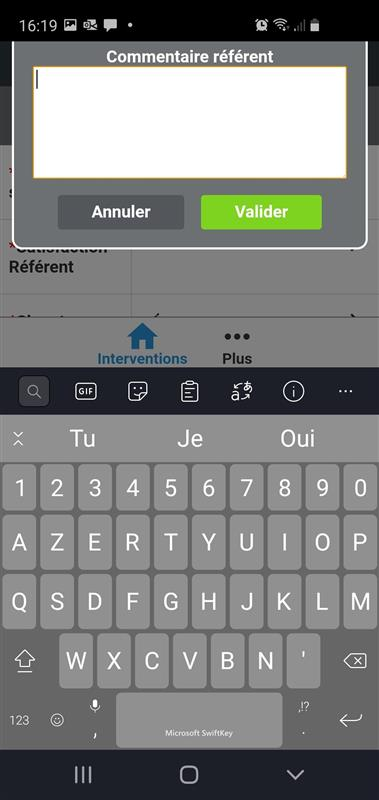 16:19
Commentaire référent
Annuler Valider
*Satisfaction
Référent
Interventions Plus
GIF
Tu Je Oui
1 2 3 4 5 6 7 8 9 0
A Z E R T Y U I O P
Q S D F G H J K L M
W X C V B N '
123 , ,!? .
Microsoft SwiftKey